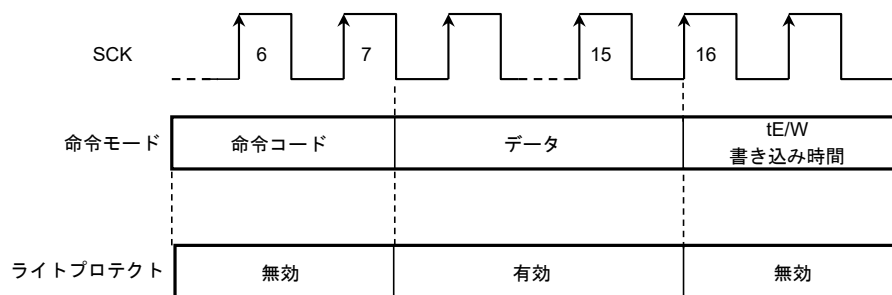 SCK
6
7
15
16
命令モード
命令コード
データ
tE/W
書き込み時間
ライトプロテクト
無効
有効
無効